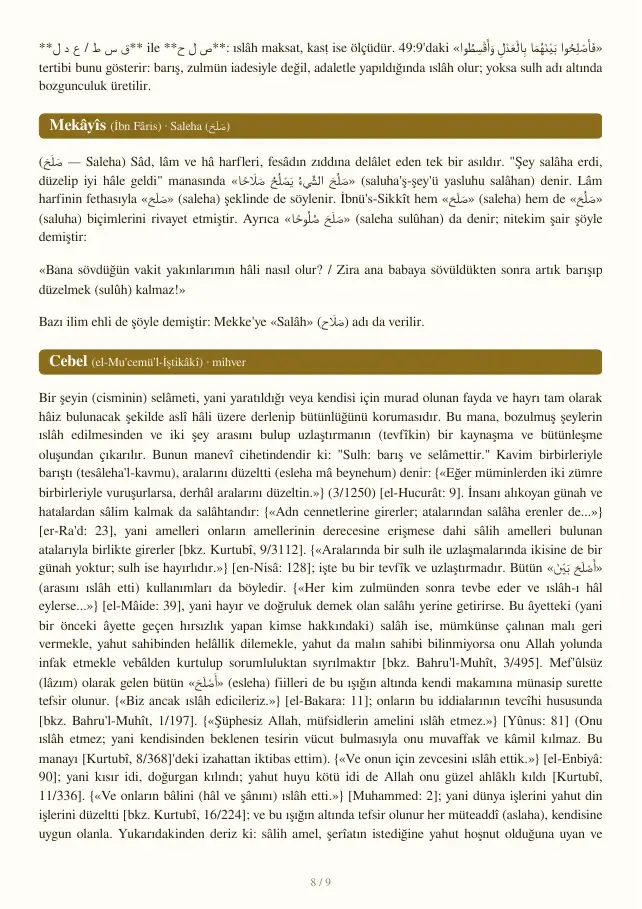 **ق س ط / ع د ل** ile **ص ل ح**: ıslâh maksat, kasṭ ise ölçüdür. 49:9'daki «فَأَصْلِحُوا بَيْنَهُمَا بِالْعَدْلِ وَأَقْسِطُوا»
tertibi bunu gösterir: barış, zulmün iadesiyle değil, adaletle yapıldığında ıslâh olur; yoksa sulh adı altında
bozgunculuk üretilir.
Mekâyîs (İbn Fâris) · Saleha (صَلَحَ)
(صَلَحَ — Saleha) Sâd, lâm ve hâ harfleri, fesâdın zıddına delâlet eden tek bir asıldır. "Şey salâha erdi,
düzelip iyi hâle geldi" manasında «صَلُحَ الشَّيءُ يَصْلُحُ صَلَاحًا» (saluha'ş-şey'ü yasluhu salâhan) denir. Lâm
harfinin fethasıyla «صَلَحَ» (saleha) şeklinde de söylenir. İbnü's-Sikkît hem «صَلَحَ» (saleha) hem de «صَلُحَ»
(saluha) biçimlerini rivayet etmiştir. Ayrıca «صَلَحَ صُلُوحًا» (saleha sulûhan) da denir; nitekim şair şöyle
demiştir:
«Bana sövdüğün vakit yakınlarımın hâli nasıl olur? / Zira ana babaya sövüldükten sonra artık barışıp
düzelmek (sulûh) kalmaz!»
Bazı ilim ehli de şöyle demiştir: Mekke'ye «Salâh» (صَلَاح) adı da verilir.
Cebel (el-Mu'cemü'l-İştikâkî) · mihver
Bir şeyin (cisminin) selâmeti, yani yaratıldığı veya kendisi için murad olunan fayda ve hayrı tam olarak
hâiz bulunacak şekilde aslî hâli üzere derlenip bütünlüğünü korumasıdır. Bu mana, bozulmuş şeylerin
ıslâh edilmesinden ve iki şey arasını bulup uzlaştırmanın (tevfîkin) bir kaynaşma ve bütünleşme
oluşundan çıkarılır. Bunun manevî cihetindendir ki: "Sulh: barış ve selâmettir." Kavim birbirleriyle
barıştı (tesâleha'l-kavmu), aralarını düzeltti (esleha mâ beynehum) denir: {«Eğer müminlerden iki zümre
birbirleriyle vuruşurlarsa, derhâl aralarını düzeltin.»} (3/1250) [el-Hucurât: 9]. İnsanı alıkoyan günah ve
hatalardan sâlim kalmak da salâhtandır: {«Adn cennetlerine girerler; atalarından salâha erenler de...»}
[er-Ra'd: 23], yani amelleri onların amellerinin derecesine erişmese dahi sâlih amelleri bulunan
atalarıyla birlikte girerler [bkz. Kurtubî, 9/3112]. {«Aralarında bir sulh ile uzlaşmalarında ikisine de bir
günah yoktur; sulh ise hayırlıdır.»} [en-Nisâ: 128]; işte bu bir tevfîk ve uzlaştırmadır. Bütün «أَصْلَحَ بَيْنَ»
(arasını ıslâh etti) kullanımları da böyledir. {«Her kim zulmünden sonra tevbe eder ve ıslâh-ı hâl
eylerse...»} [el-Mâide: 39], yani hayır ve doğruluk demek olan salâhı yerine getirirse. Bu âyetteki (yani
bir önceki âyette geçen hırsızlık yapan kimse hakkındaki) salâh ise, mümkünse çalınan malı geri
vermekle, yahut sahibinden helâllik dilemekle, yahut da malın sahibi bilinmiyorsa onu Allah yolunda
infak etmekle vebâlden kurtulup sorumluluktan sıyrılmaktır [bkz. Bahru'l-Muhît, 3/495]. Mef'ûlsüz
(lâzım) olarak gelen bütün «أَصْلَحَ» (esleha) fiilleri de bu ışığın altında kendi makamına münasip surette
tefsir olunur. {«Biz ancak ıslâh edicileriz.»} [el-Bakara: 11]; onların bu iddialarının tevcîhi hususunda
[bkz. Bahru'l-Muhît, 1/197]. {«Şüphesiz Allah, müfsidlerin amelini ıslâh etmez.»} [Yûnus: 81] (Onu
ıslâh etmez; yani kendisinden beklenen tesirin vücut bulmasıyla onu muvaffak ve kâmil kılmaz. Bu
manayı [Kurtubî, 8/368]'deki izahattan iktibas ettim). {«Ve onun için zevcesini ıslâh ettik.»} [el-Enbiyâ:
90]; yani kısır idi, doğurgan kılındı; yahut huyu kötü idi de Allah onu güzel ahlâklı kıldı [Kurtubî,
11/336]. {«Ve onların bâlini (hâl ve şânını) ıslâh etti.»} [Muhammed: 2]; yani dünya işlerini yahut din
işlerini düzeltti [bkz. Kurtubî, 16/224]; ve bu ışığın altında tefsir olunur her müteaddî (aslaha), kendisine
uygun olanla. Yukarıdakinden deriz ki: sâlih amel, şerîatın istediğine yahut hoşnut olduğuna uyan ve
8 / 9